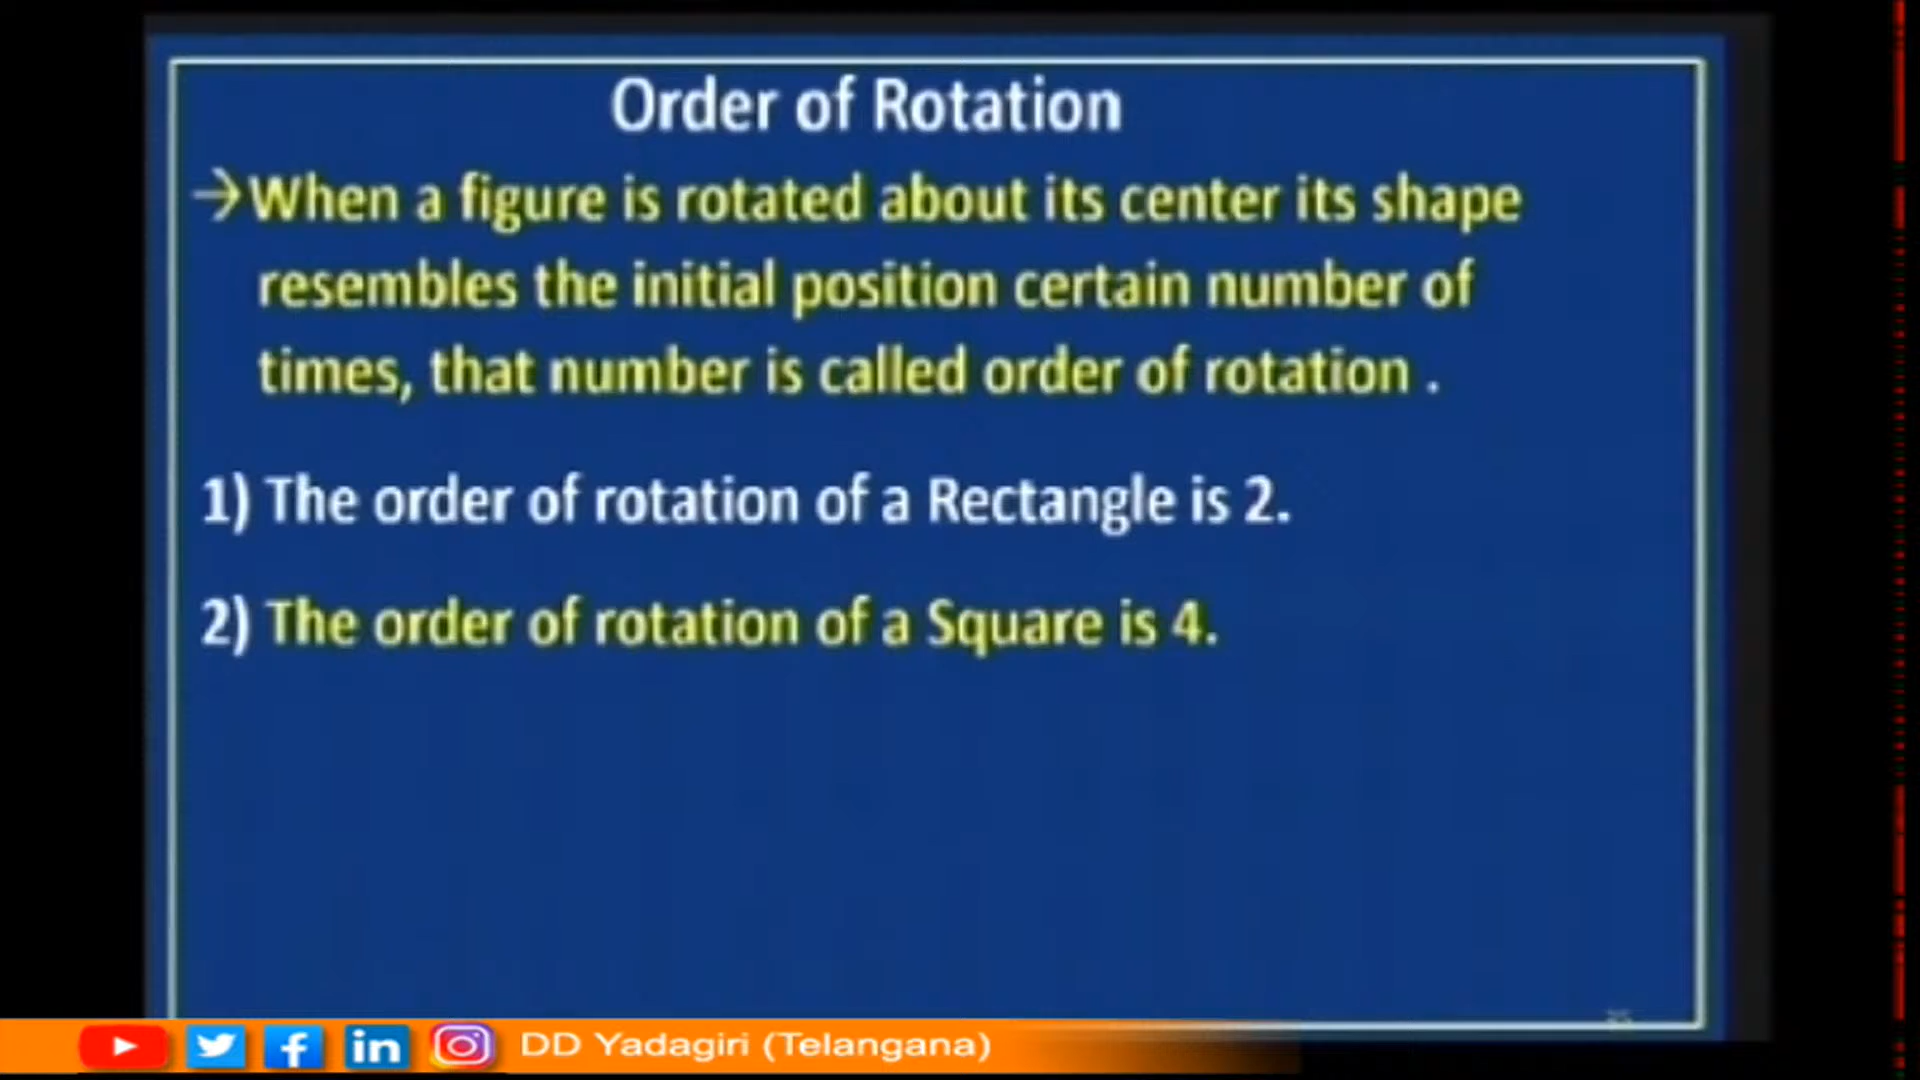 Order of Rotation
→When a figure is rotated about its center its shape
resembles the initial position certain number of
times, that number is called order of rotation .
1) The order of rotation of a Rectangle is 2.
2) The order of rotation of a Square is 4.
DD Yadagiri (Telangana)